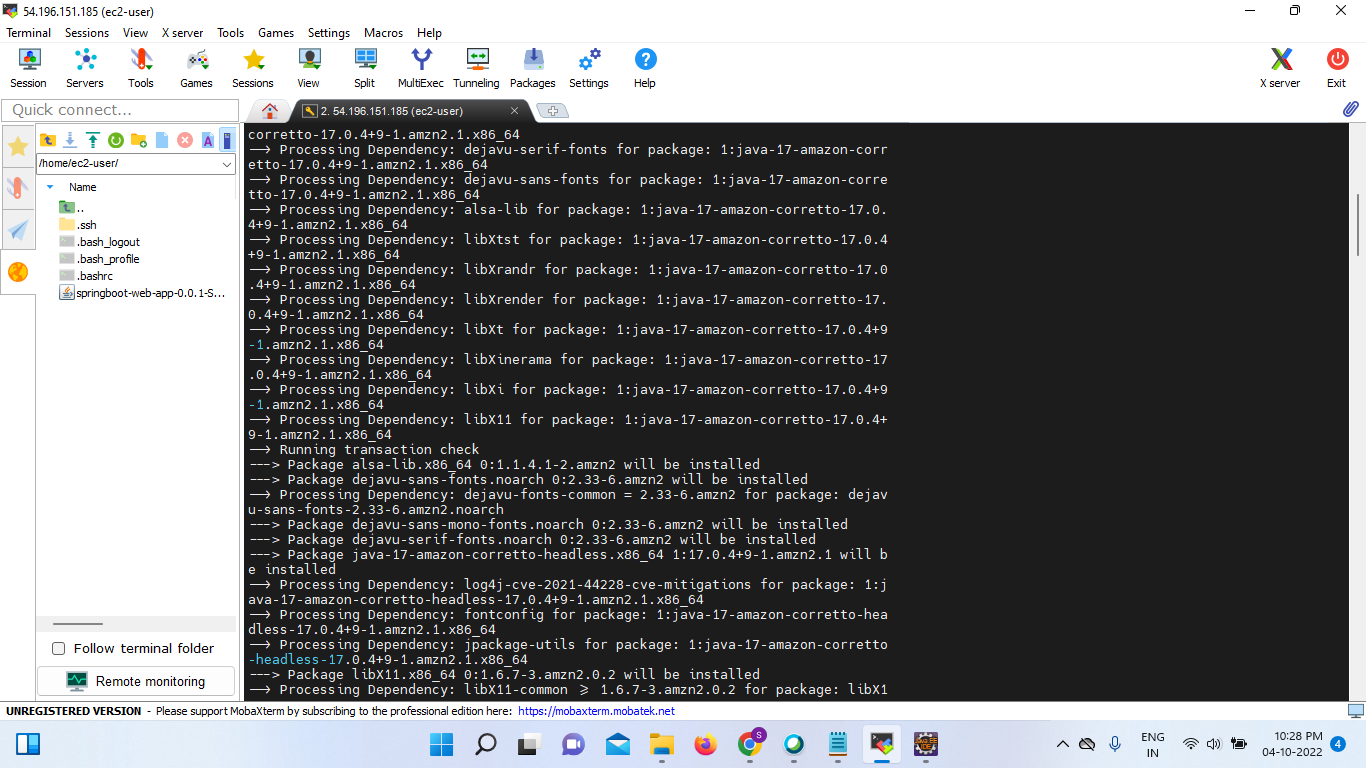 54.196.151.185 (ec2-user)
Terminal Sessions View X server Tools Games Settings Macros Help
Session Servers Tools Games Sessions View Split MultiExec Tunneling Packages Settings Help X server Exit
Quick connect...
2. 54.196.151.185 (ec2-user)
/home/ec2-user/
Name
..
.ssh
.bash_logout
.bash_profile
.bashrc
springboot-web-app-0.0.1-S...
Follow terminal folder
Remote monitoring
corretto-17.0.4+9-1.amzn2.1.x86_64
--> Processing Dependency: dejavu-serif-fonts for package: 1:java-17-amazon-corr
etto-17.0.4+9-1.amzn2.1.x86_64
--> Processing Dependency: dejavu-sans-fonts for package: 1:java-17-amazon-corre
tto-17.0.4+9-1.amzn2.1.x86_64
--> Processing Dependency: alsa-lib for package: 1:java-17-amazon-corretto-17.0.
4+9-1.amzn2.1.x86_64
--> Processing Dependency: libXtst for package: 1:java-17-amazon-corretto-17.0.4
+9-1.amzn2.1.x86_64
--> Processing Dependency: libXrandr for package: 1:java-17-amazon-corretto-17.0
.4+9-1.amzn2.1.x86_64
--> Processing Dependency: libXrender for package: 1:java-17-amazon-corretto-17.
0.4+9-1.amzn2.1.x86_64
--> Processing Dependency: libXt for package: 1:java-17-amazon-corretto-17.0.4+9
-1.amzn2.1.x86_64
--> Processing Dependency: libXinerama for package: 1:java-17-amazon-corretto-17
.0.4+9-1.amzn2.1.x86_64
--> Processing Dependency: libXi for package: 1:java-17-amazon-corretto-17.0.4+9
-1.amzn2.1.x86_64
--> Processing Dependency: libX11 for package: 1:java-17-amazon-corretto-17.0.4+
9-1.amzn2.1.x86_64
--> Running transaction check
---> Package alsa-lib.x86_64 0:1.1.4.1-2.amzn2 will be installed
---> Package dejavu-sans-fonts.noarch 0:2.33-6.amzn2 will be installed
--> Processing Dependency: dejavu-fonts-common = 2.33-6.amzn2 for package: dejav
u-sans-fonts-2.33-6.amzn2.noarch
---> Package dejavu-sans-mono-fonts.noarch 0:2.33-6.amzn2 will be installed
---> Package dejavu-serif-fonts.noarch 0:2.33-6.amzn2 will be installed
---> Package java-17-amazon-corretto-headless.x86_64 1:17.0.4+9-1.amzn2.1 will b
e installed
--> Processing Dependency: log4j-cve-2021-44228-cve-mitigations for package: 1:j
ava-17-amazon-corretto-headless-17.0.4+9-1.amzn2.1.x86_64
--> Processing Dependency: fontconfig for package: 1:java-17-amazon-corretto-hea
dless-17.0.4+9-1.amzn2.1.x86_64
--> Processing Dependency: jpackage-utils for package: 1:java-17-amazon-corretto
-headless-17.0.4+9-1.amzn2.1.x86_64
---> Package libX11.x86_64 0:1.6.7-3.amzn2.0.2 will be installed
--> Processing Dependency: libX11-common >= 1.6.7-3.amzn2.0.2 for package: libX1
UNREGISTERED VERSION - Please support MobaXterm by subscribing to the professional edition here: https://mobaxterm.mobatek.net
S
JAVA EE
IDE
ENG
IN
10:28 PM
04-10-2022
4